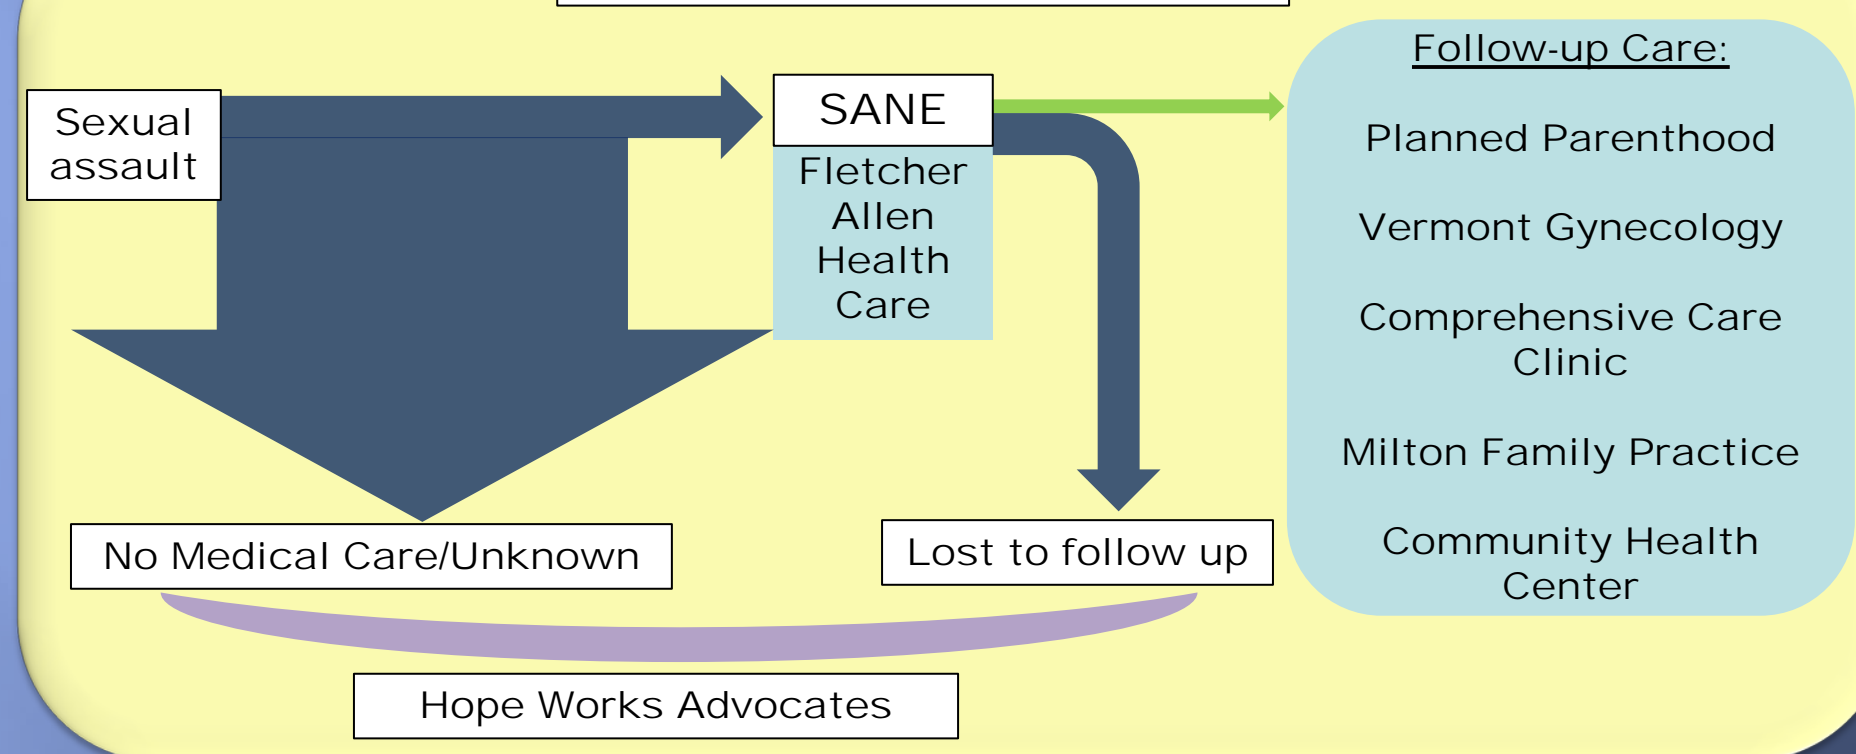 Sexual
assault
SANE
Fletcher
Allen
Health
Care
Follow-up Care:
Planned Parenthood
Vermont Gynecology
Comprehensive Care
Clinic
Milton Family Practice
Community Health
Center
No Medical Care/Unknown
Lost to follow up
Hope Works Advocates